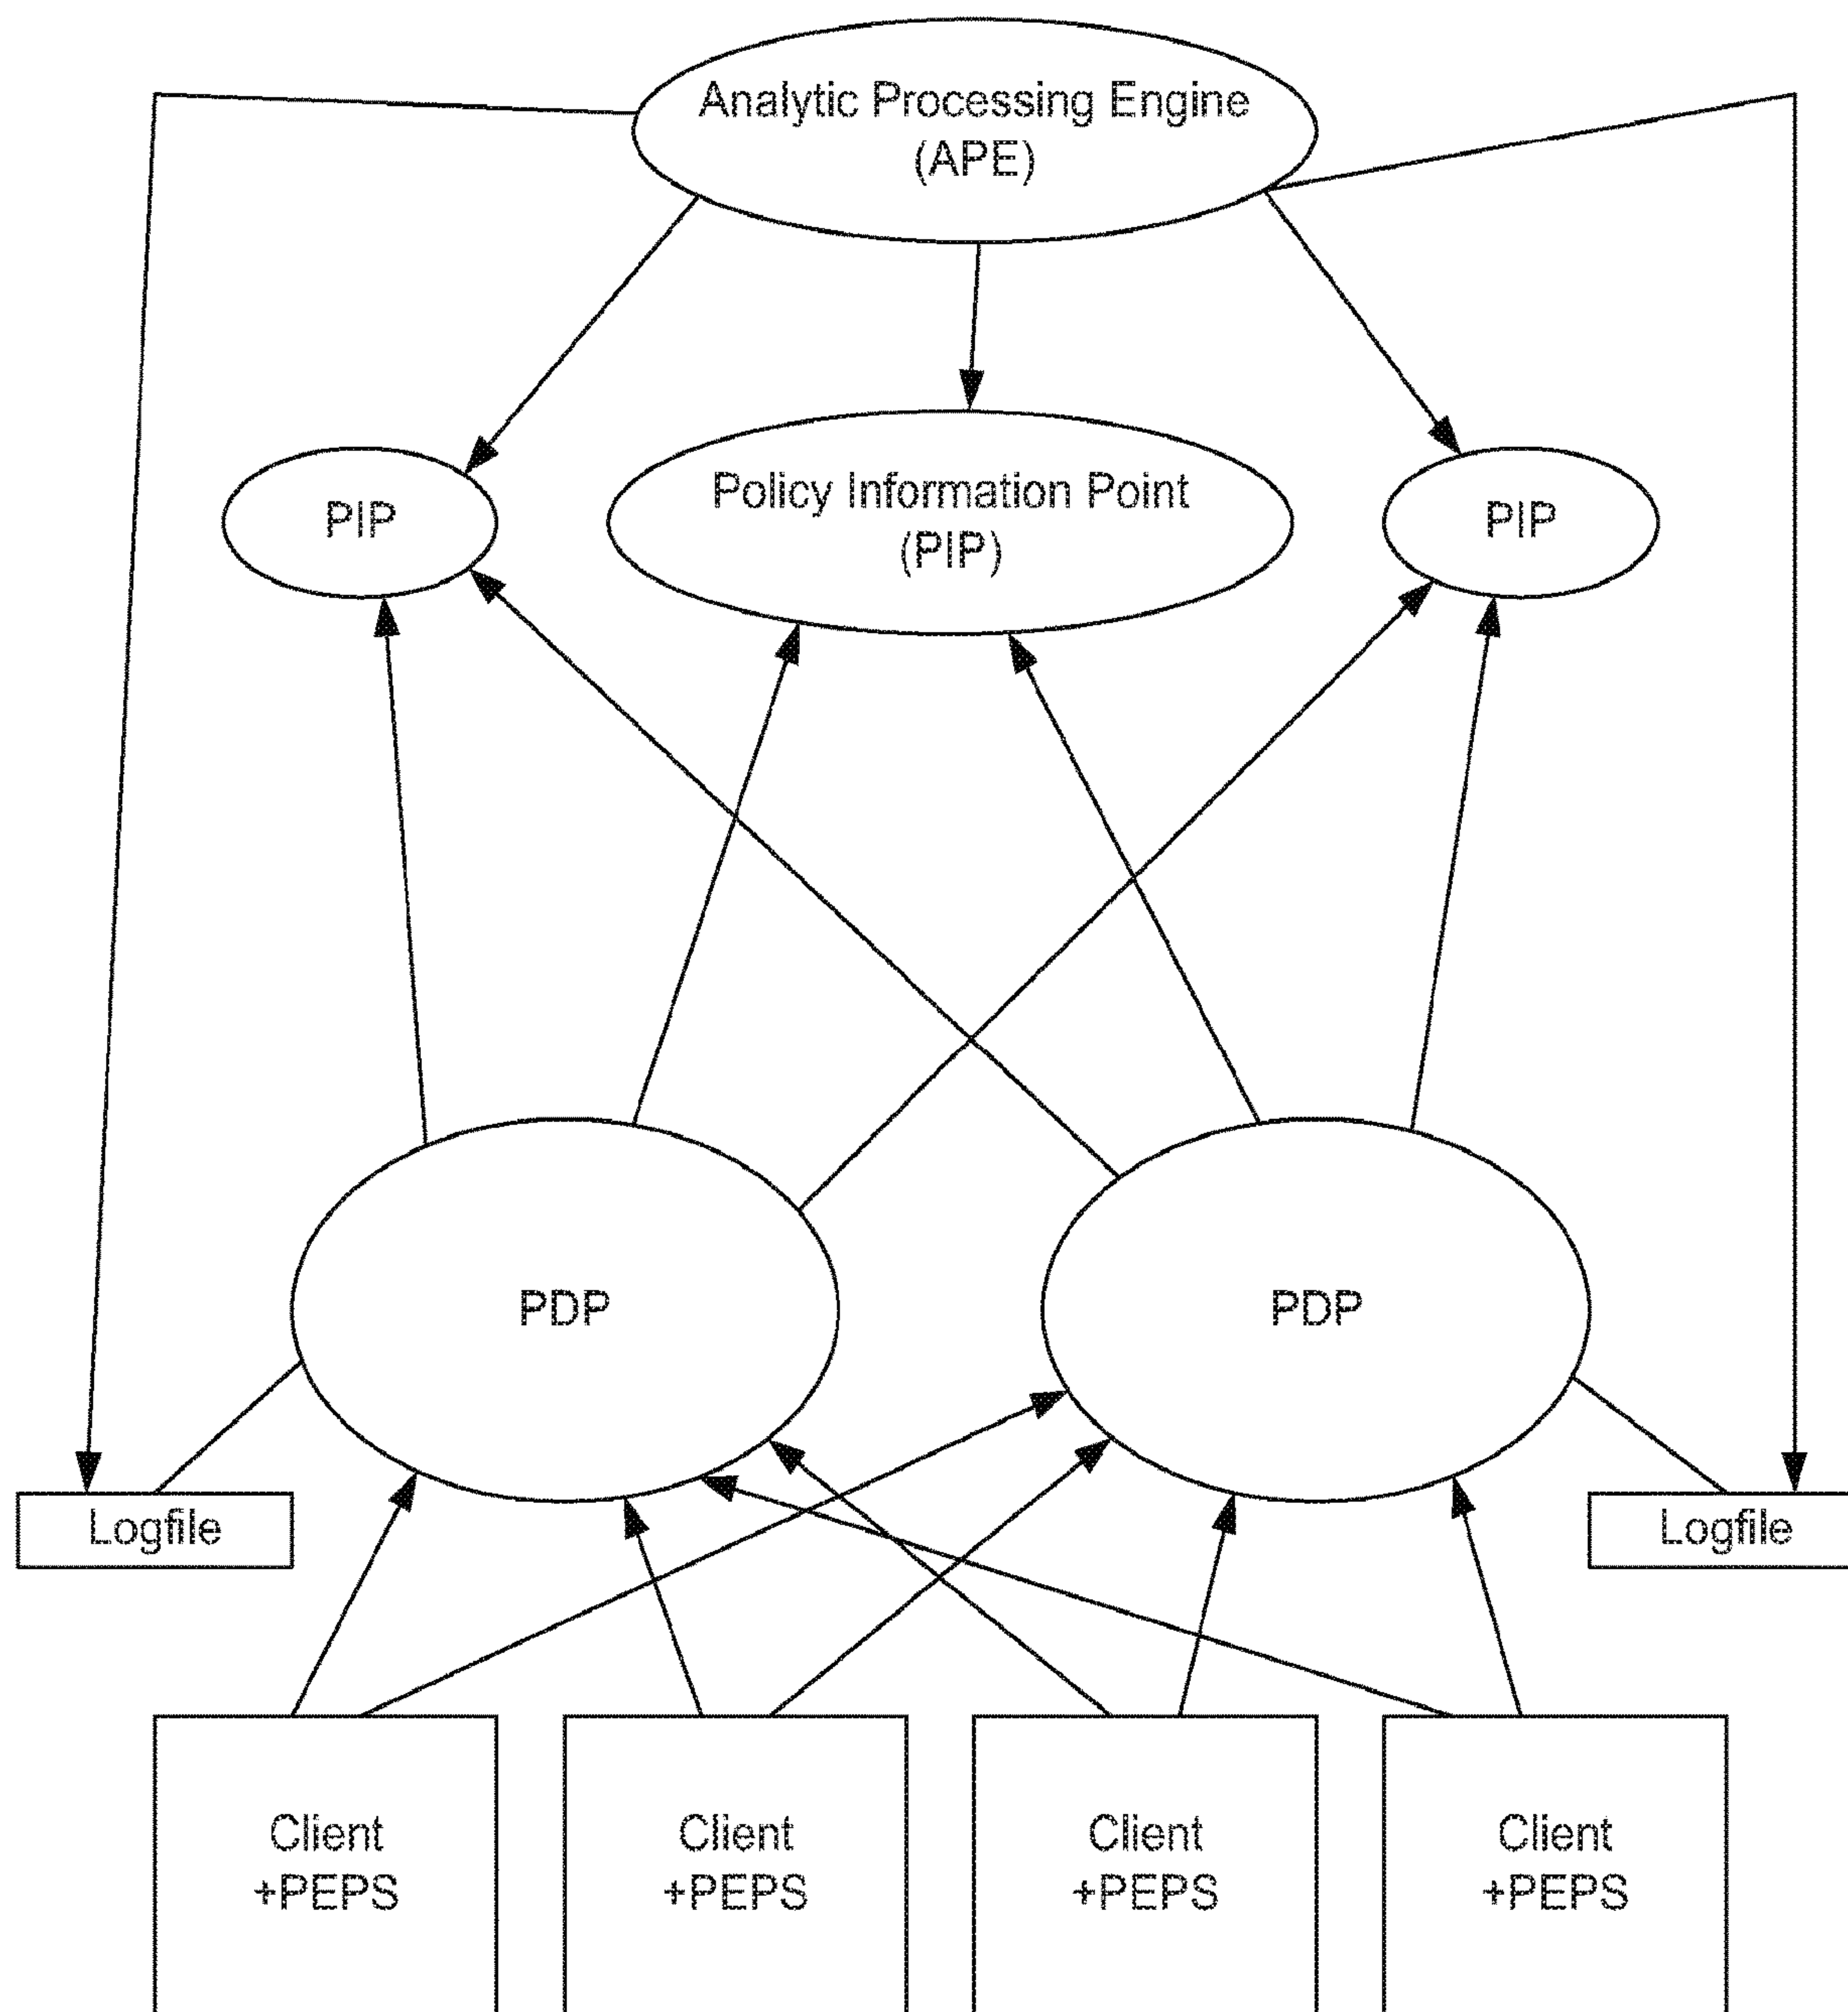 Analytic Processing Engine
(APE)
PIP
Policy Information Point
(PIP)
PIP
PDP
PDP
Logfile
Logfile
Client
+PEPS
Client
+PEPS
Client
+PEPS
Client
+PEPS